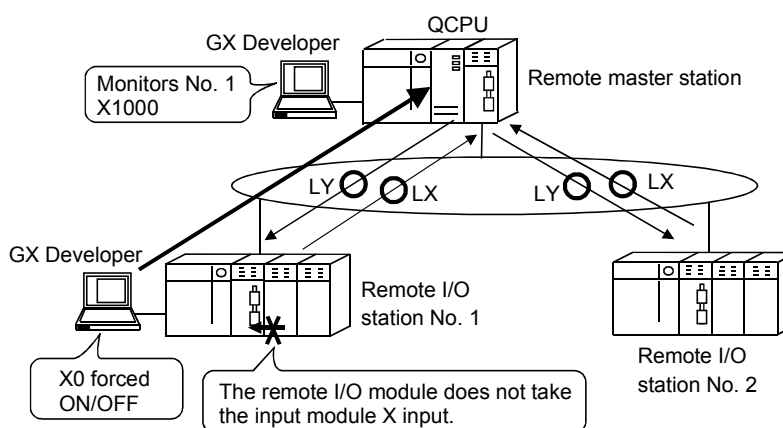 QCPU
GX Developer
Monitors No. 1
X1000
Remote master station
LY
LX
LY
LX
GX Developer
Remote I/O
station No. 1
X0 forced
ON/OFF
The remote I/O module does not take
the input module X input.
Remote I/O
station No. 2